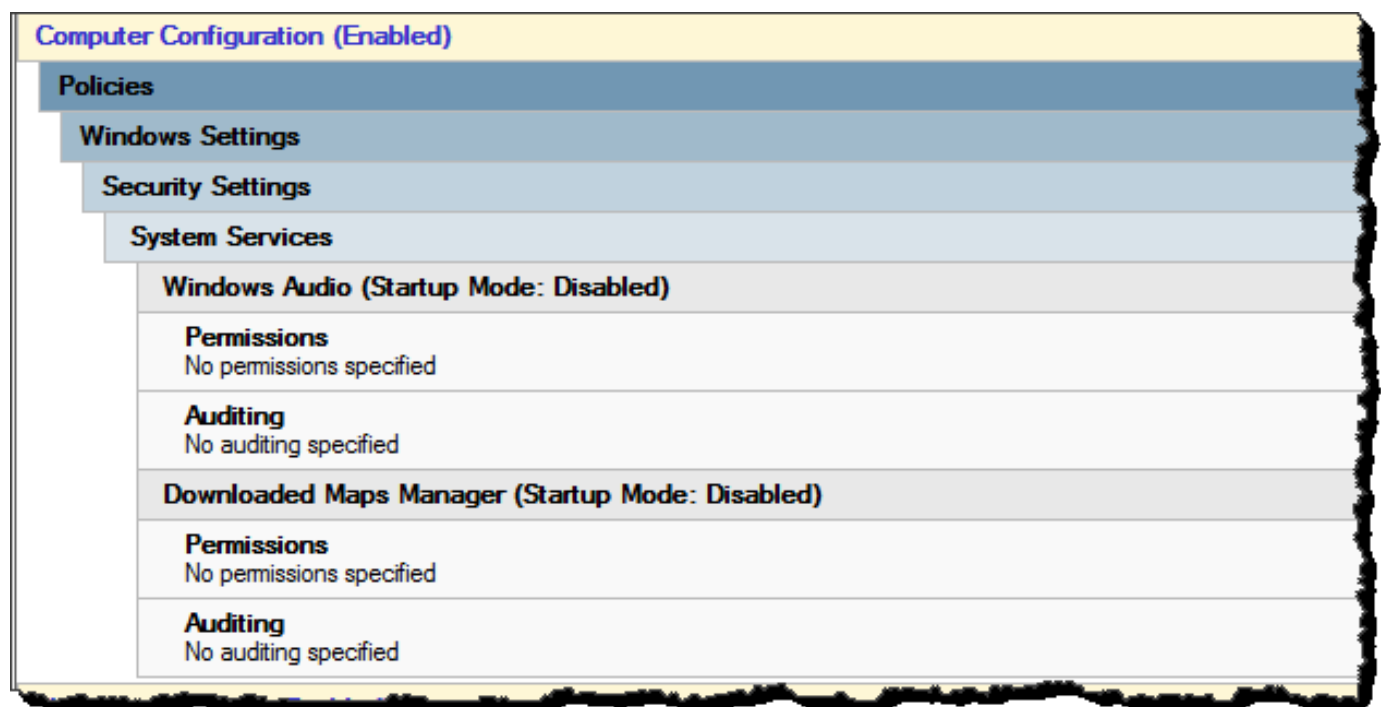 Computer Configuration (Enabled)
Policies
Windows Settings
Security Settings
System Services
Windows Audio (Startup Mode: Disabled)
Permissions
No permissions specified
Auditing
No auditing specified
Downloaded Maps Manager (Startup Mode: Disabled)
Permissions
No permissions specified
Auditing
No auditing specified